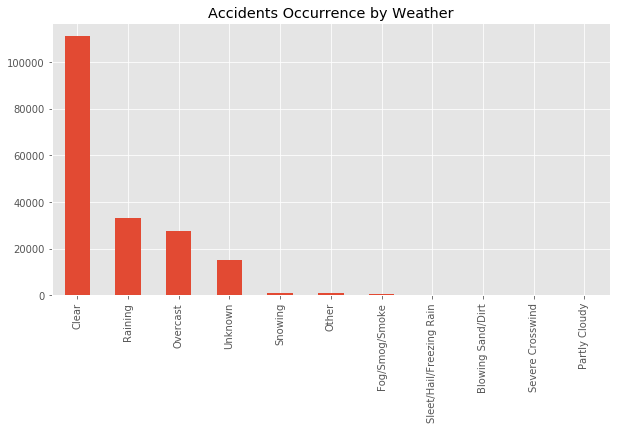 Accidents Occurrence by Weather
100000
80000
60000
40000
20000
0
Clear
Raining
Overcast
Unknown
Snowing
Other
Fog/Smog/Smoke
Sleet/Hail/Freezing Rain
Blowing Sand/Dirt
Severe Crosswind
Partly Cloudy